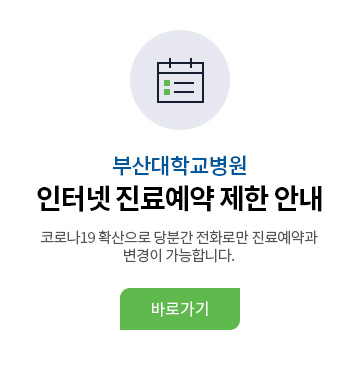 부산대학교병원
인터넷 진료예약 제한 안내
코로나19 확산으로 당분간 전화로만 진료예약과
변경이 가능합니다.
바로가기